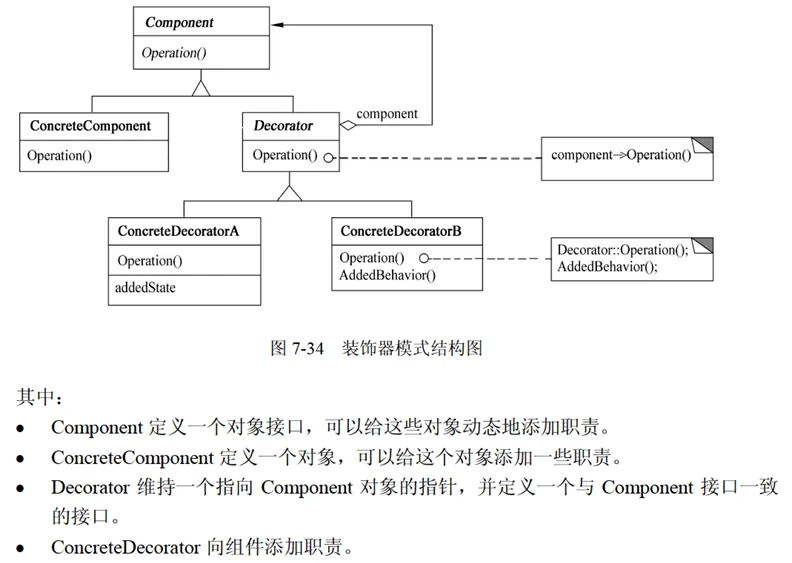 Component
Operation()
component
ConcreteComponent
Operation()
Decorator
Operation()
component->Operation()
ConcreteDecoratorA
Operation()
addedState
ConcreteDecoratorB
Operation()
AddedBehavior()
Decorator::Operation();
AddedBehavior();
图 7-34 装饰器模式结构图
其中：
● Component 定义一个对象接口，可以给这些对象动态地添加职责。
● ConcreteComponent 定义一个对象，可以给这个对象添加一些职责。
● Decorator 维持一个指向 Component 对象的指针，并定义一个与 Component 接口一致
的接口。
● ConcreteDecorator 向组件添加职责。